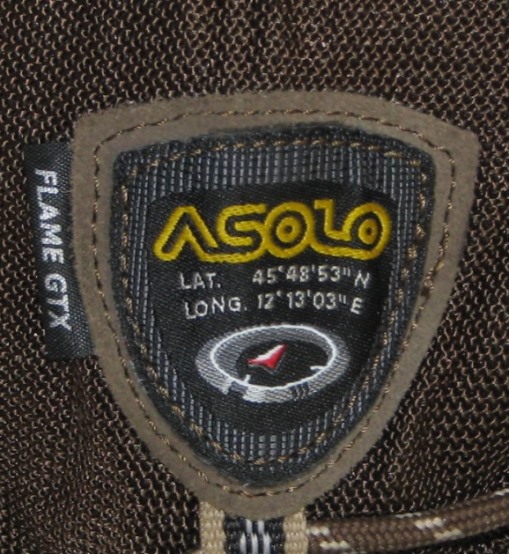 ASOLO
LAT. 45°48'53" N
LONG. 12°13'03" E
FLAME GTX